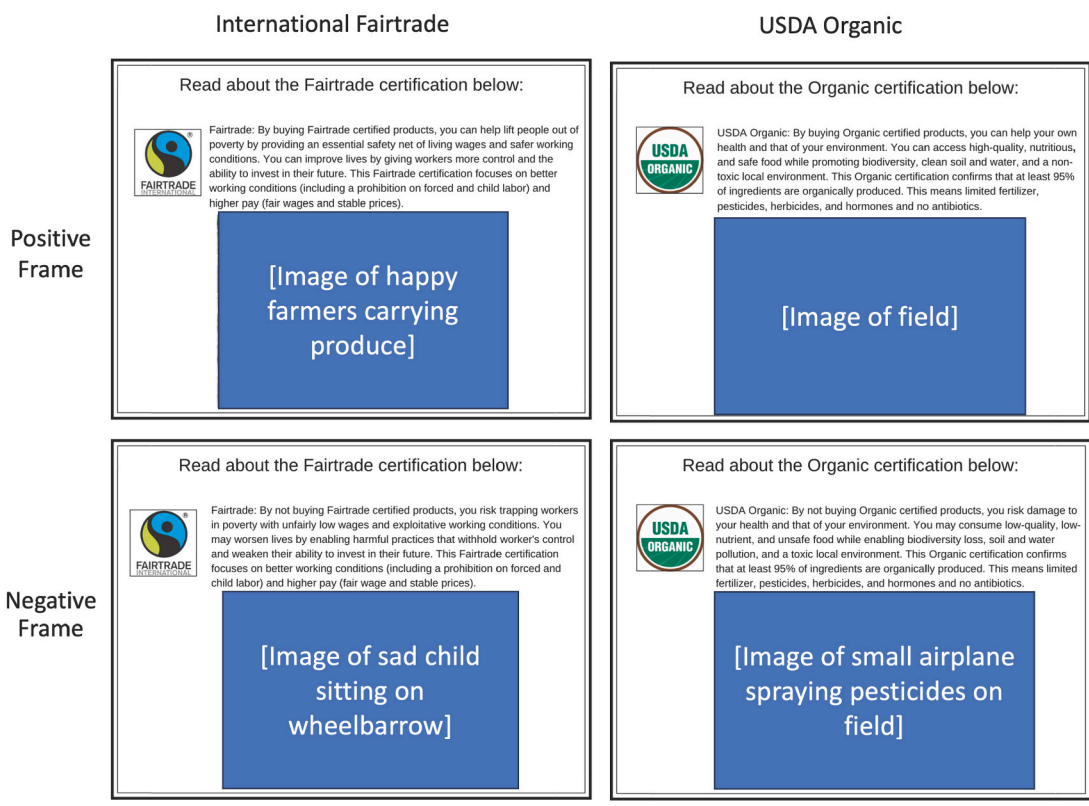 International Fairtrade
USDA Organic
Positive
Frame
Read about the Fairtrade certification below:
FAIRTRADE
INTERNATIONAL
®
Fairtrade: By buying Fairtrade certified products, you can help lift people out of
poverty by providing an essential safety net of living wages and safer working
conditions. You can improve lives by giving workers more control and the
ability to invest in their future. This Fairtrade certification focuses on better
working conditions (including a prohibition on forced and child labor) and
higher pay (fair wages and stable prices).
[Image of happy
farmers carrying
produce]
Read about the Organic certification below:
USDA
ORGANIC
USDA Organic: By buying Organic certified products, you can help your own
health and that of your environment. You can access high-quality, nutritious,
and safe food while promoting biodiversity, clean soil and water, and a non-
toxic local environment. This Organic certification confirms that at least 95%
of ingredients are organically produced. This means limited fertilizer,
pesticides, herbicides, and hormones and no antibiotics.
[Image of field]
Negative
Frame
Read about the Fairtrade certification below:
FAIRTRADE
INTERNATIONAL
®
Fairtrade: By not buying Fairtrade certified products, you risk trapping workers
in poverty with unfairly low wages and exploitative working conditions. You
may worsen lives by enabling harmful practices that withhold worker's control
and weaken their ability to invest in their future. This Fairtrade certification
focuses on better working conditions (including a prohibition on forced and
child labor) and higher pay (fair wage and stable prices).
[Image of sad child
sitting on
wheelbarrow]
Read about the Organic certification below:
USDA
ORGANIC
USDA Organic: By not buying Organic certified products, you risk damage to
your health and that of your environment. You may consume low-quality, low-
nutrient, and unsafe food while enabling biodiversity loss, soil and water
pollution, and a toxic local environment. This Organic certification confirms
that at least 95% of ingredients are organically produced. This means limited
fertilizer, pesticides, herbicides, and hormones and no antibiotics.
[Image of small airplane
spraying pesticides on
field]